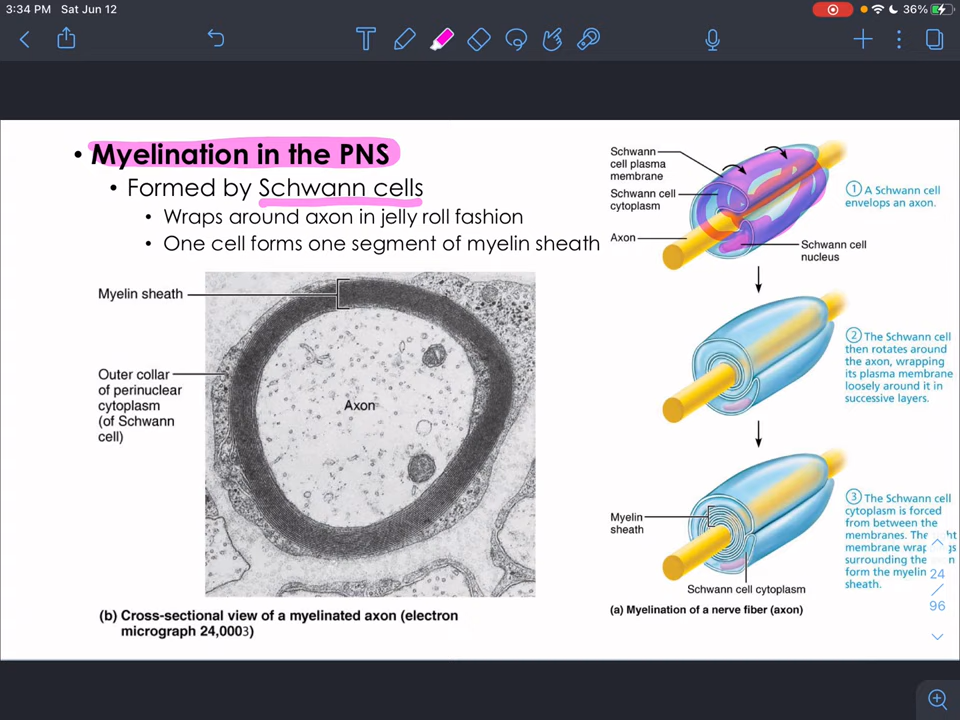 3:34 PM Sat Jun 12
36%
• Myelination in the PNS
• Formed by Schwann cells
• Wraps around axon in jelly roll fashion
• One cell forms one segment of myelin sheath
Myelin sheath
Outer collar
of perinuclear
cytoplasm
(of Schwann
cell)
Axon
(b) Cross-sectional view of a myelinated axon (electron
micrograph 24,0003)
Schwann
cell plasma
membrane
Schwann cell
cytoplasm
Axon
Schwann cell
nucleus
① A Schwann cell
envelops an axon.
② The Schwann cell
then rotates around
the axon, wrapping
its plasma membrane
loosely around it in
successive layers.
Myelin
sheath
Schwann cell cytoplasm
③ The Schwann cell
cytoplasm is forced
from between the
membranes. The
membrane
surrounding the
form the myelin
sheath.
(a) Myelination of a nerve fiber (axon)
24
/
96